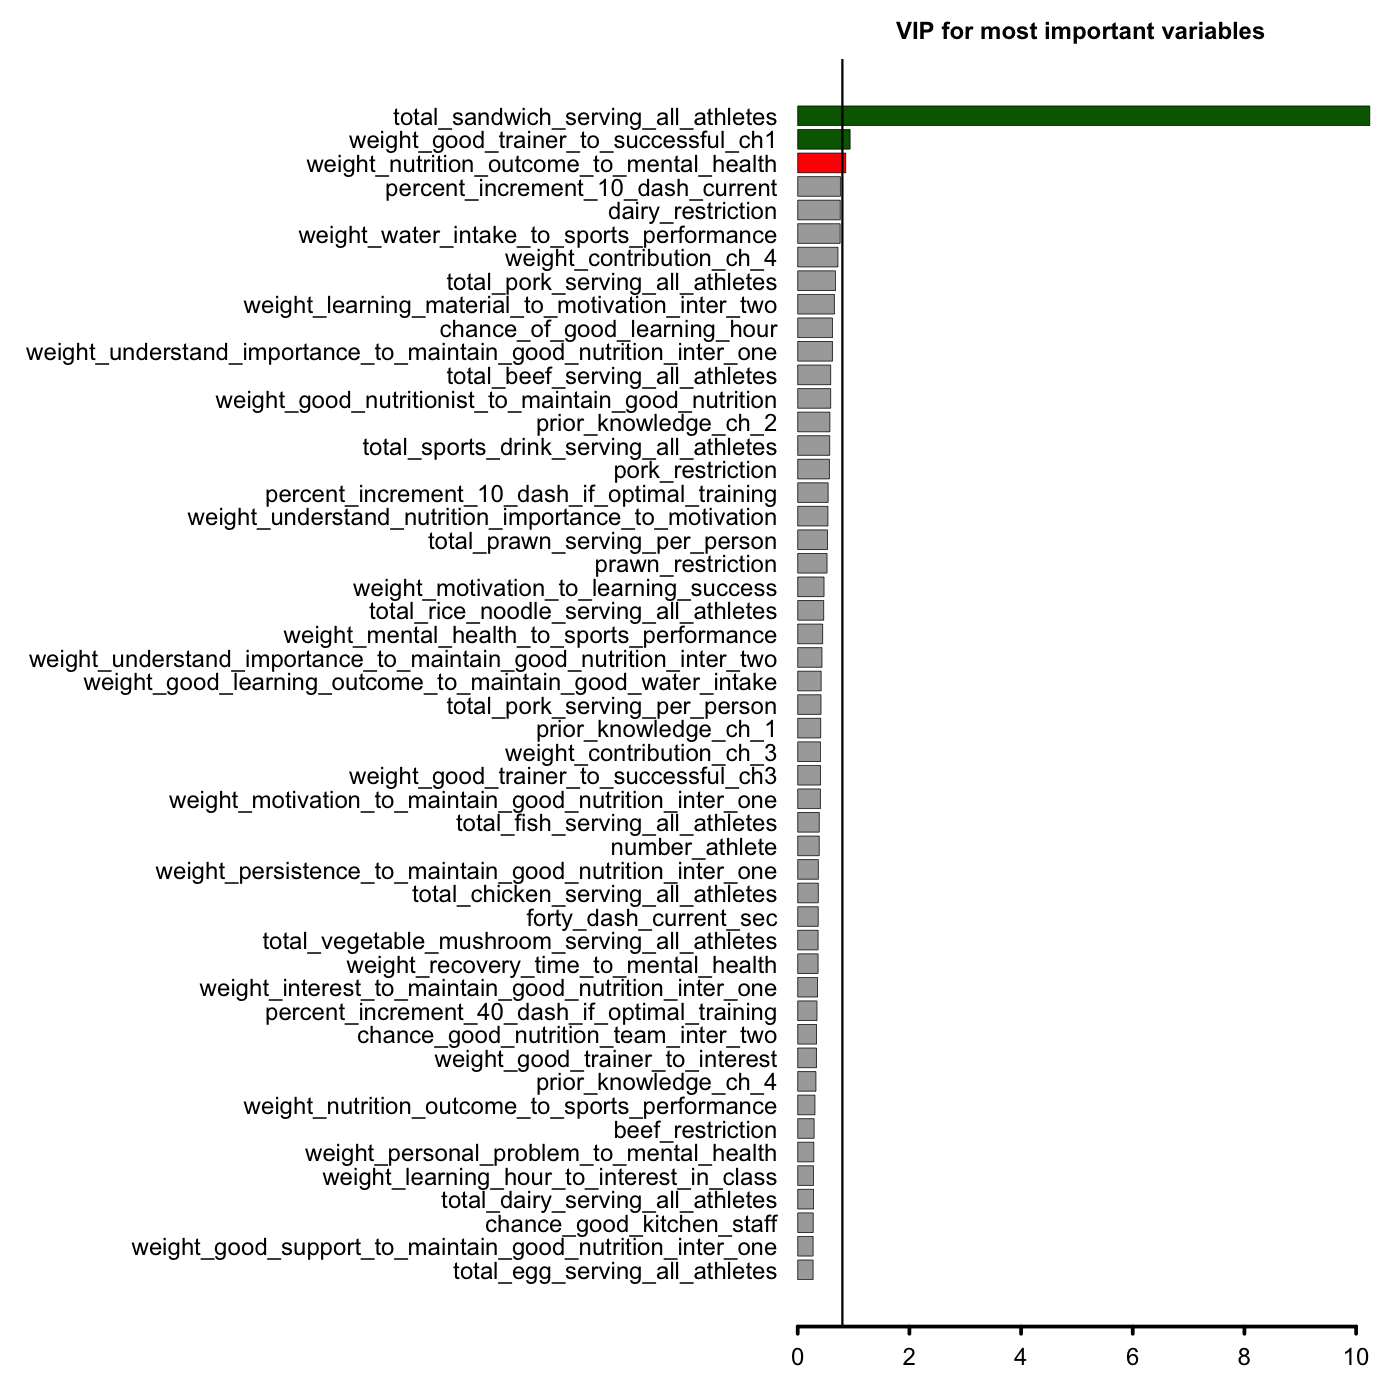 VIP for most important variables
total_sandwich_serving_all_athletes
weight_good_trainer_to_successful_ch1
weight_nutrition_outcome_to_mental_health
percent_increment_10_dash_current
dairy_restriction
weight_water_intake_to_sports_performance
weight_contribution_ch_4
total_pork_serving_all_athletes
weight_learning_material_to_motivation_inter_two
chance_of_good_learning_hour
weight_understand_importance_to_maintain_good_nutrition_inter_one
total_beef_serving_all_athletes
weight_good_nutritionist_to_maintain_good_nutrition
prior_knowledge_ch_2
total_sports_drink_serving_all_athletes
pork_restriction
percent_increment_10_dash_if_optimal_training
weight_understand_nutrition_importance_to_motivation
total_prawn_serving_per_person
prawn_restriction
weight_motivation_to_learning_success
total_rice_noodle_serving_all_athletes
weight_mental_health_to_sports_performance
weight_understand_importance_to_maintain_good_nutrition_inter_two
weight_good_learning_outcome_to_maintain_good_water_intake
total_pork_serving_per_person
prior_knowledge_ch_1
weight_contribution_ch_3
weight_good_trainer_to_successful_ch3
weight_motivation_to_maintain_good_nutrition_inter_one
total_fish_serving_all_athletes
number_athlete
weight_persistence_to_maintain_good_nutrition_inter_one
total_chicken_serving_all_athletes
forty_dash_current_sec
total_vegetable_mushroom_serving_all_athletes
weight_recovery_time_to_mental_health
weight_interest_to_maintain_good_nutrition_inter_one
percent_increment_40_dash_if_optimal_training
chance_good_nutrition_team_inter_two
weight_good_trainer_to_interest
prior_knowledge_ch_4
weight_nutrition_outcome_to_sports_performance
beef_restriction
weight_personal_problem_to_mental_health
weight_learning_hour_to_interest_in_class
total_dairy_serving_all_athletes
chance_good_kitchen_staff
weight_good_support_to_maintain_good_nutrition_inter_one
total_egg_serving_all_athletes
0 2 4 6 8 10